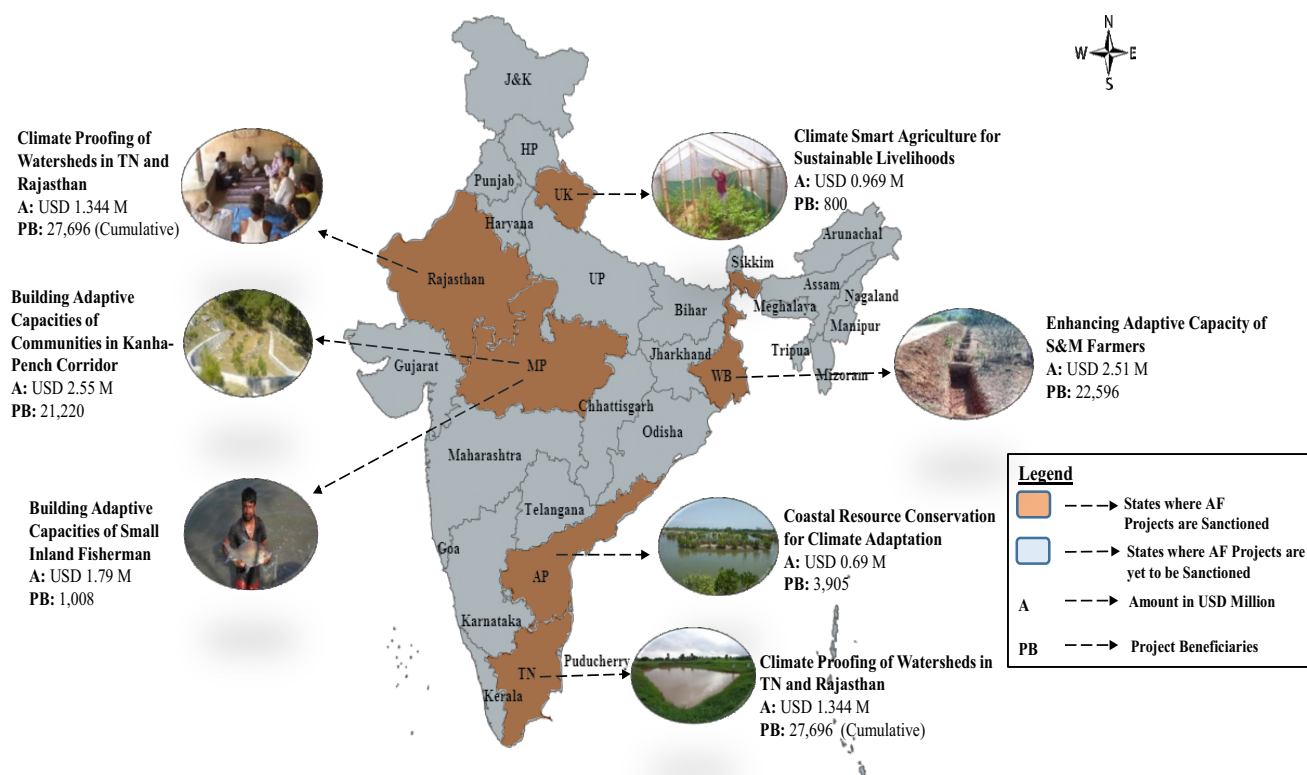 N
W E
S
Climate Proofing of
Watersheds in TN and
Rajasthan
A: USD 1.344 M
PB: 27,696 (Cumulative)
Building Adaptive
Capacities of
Communities in Kanha-
Pench Corridor
A: USD 2.55 M
PB: 21,220
Building Adaptive
Capacities of Small
Inland Fisherman
A: USD 1.79 M
PB: 1,008
J&K
HP
Punjab
UK
Haryana
Rajasthan
UP
Sikkim
Arunachal
Assam
Nagaland
Meghalaya
Bihar
Manipur
Tripua
Mizoram
Jharkhand
WB
Gujarat
MP
Chhattisgarh
Odisha
Maharashtra
Telangana
Goa
AP
Karnataka
TN
Puducherry
Kerala
Climate Smart Agriculture for
Sustainable Livelihoods
A: USD 0.969 M
PB: 800
Enhancing Adaptive Capacity of
S&M Farmers
A: USD 2.51 M
PB: 22,596
Coastal Resource Conservation
for Climate Adaptation
A: USD 0.69 M
PB: 3,905
Climate Proofing of Watersheds in
TN and Rajasthan
A: USD 1.344 M
PB: 27,696 (Cumulative)
Legend
States where AF
Projects are Sanctioned
States where AF Projects are
yet to be Sanctioned
A Amount in USD Million
PB Project Beneficiaries